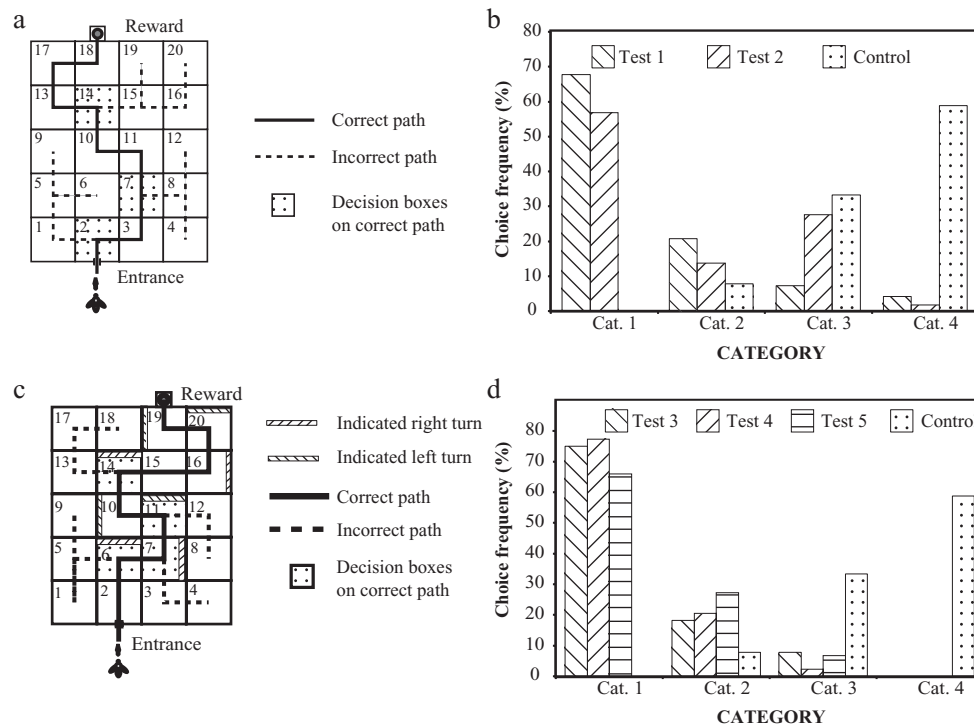 a
Reward
17 18 19 20
13 14 15 16
9 10 11 12
5 6 7 8
1 2 3 4
Entrance
Correct path
Incorrect path
Decision boxes
on correct path
b
80
70
60
50
40
30
20
10
0
Choice frequency (%)
Test 1 Test 2 Control
Cat. 1 Cat. 2 Cat. 3 Cat. 4
CATEGORY
c
Reward
17 18 19 20
13 14 15 16
9 10 11 12
5 6 7 8
1 2 3 4
Entrance
Indicated right turn
Indicated left turn
Correct path
Incorrect path
Decision boxes
on correct path
d
80
70
60
50
40
30
20
10
0
Choice frequency (%)
Test 3 Test 4 Test 5 Control
Cat. 1 Cat. 2 Cat. 3 Cat. 4
CATEGORY